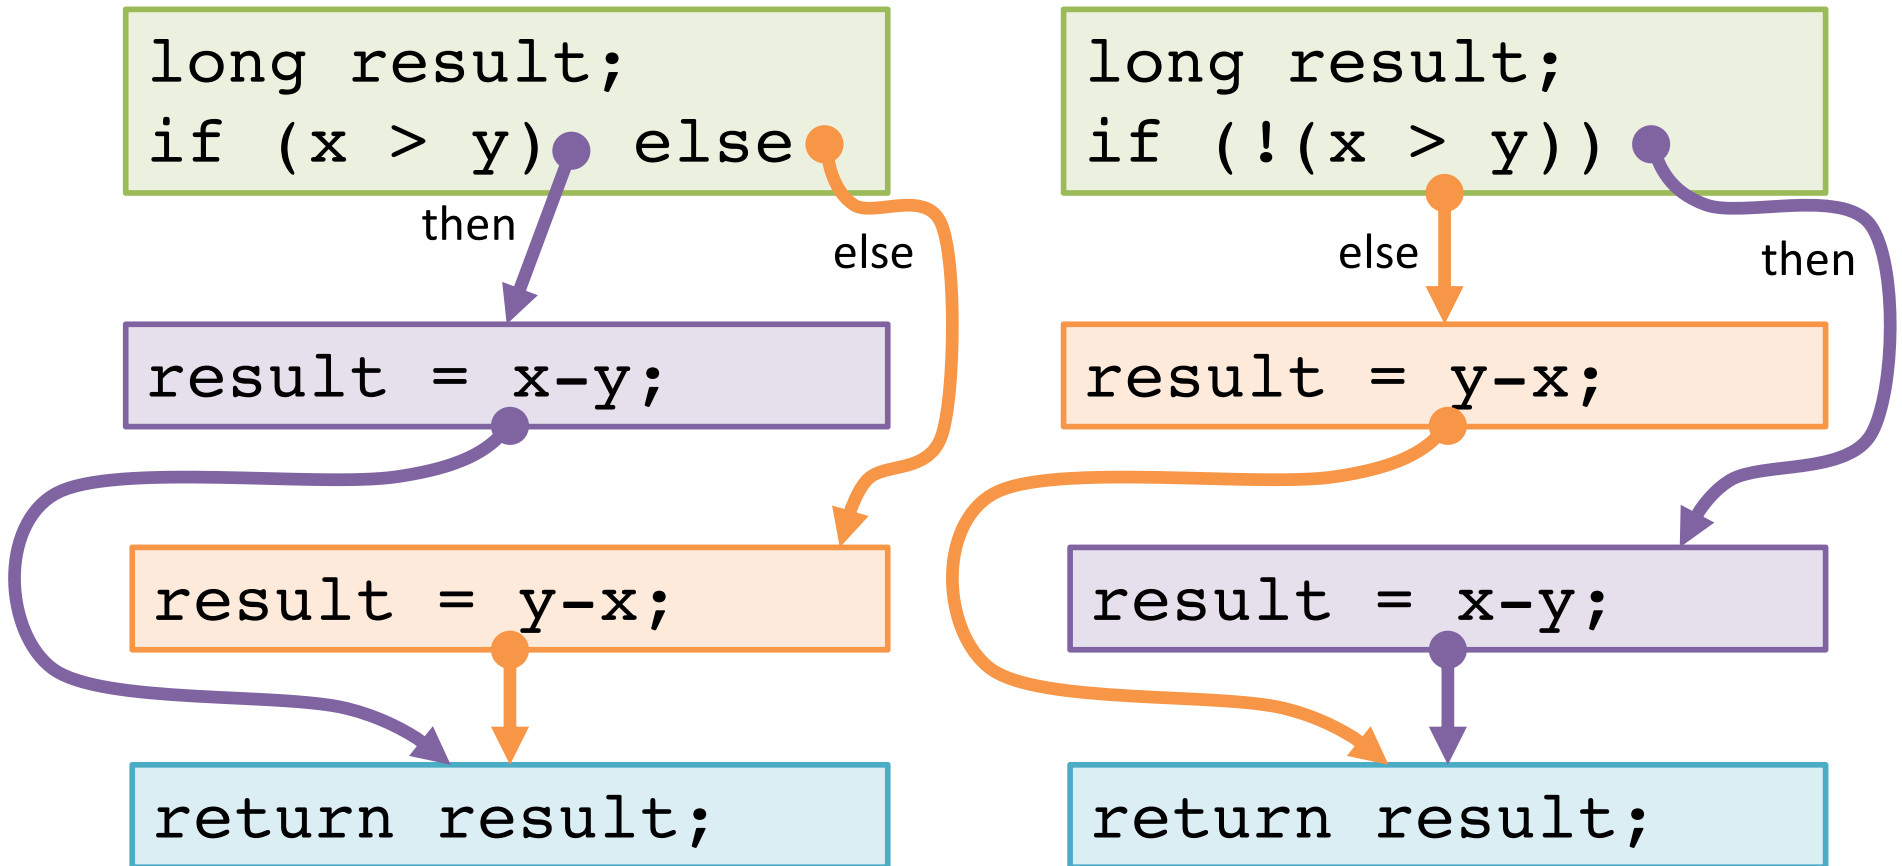 long result;
if (x > y) else
then
else
result = x-y;
result = y-x;
return result;
long result;
if (!(x > y))
else
then
result = y-x;
result = x-y;
return result;